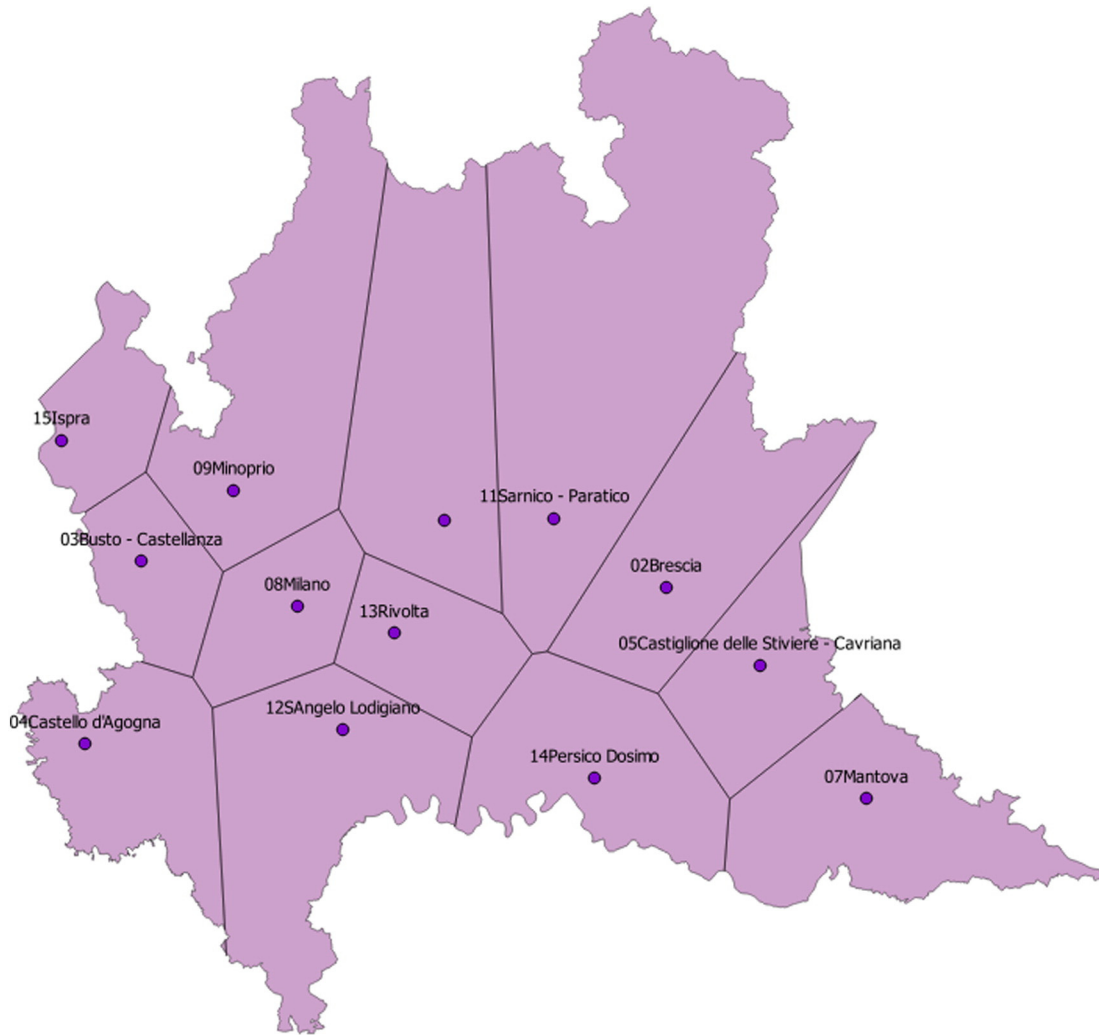 15Ispra
09Minoprio
11Sarnico - Paratico
03Busto - Castellanza
02Brescia
08Milano
13Rivolta
05Castiglione delle Stiviere - Cavriana
12SAngelo Lodigiano
04Castello d'Agogna
14Persico Dosimo
07Mantova